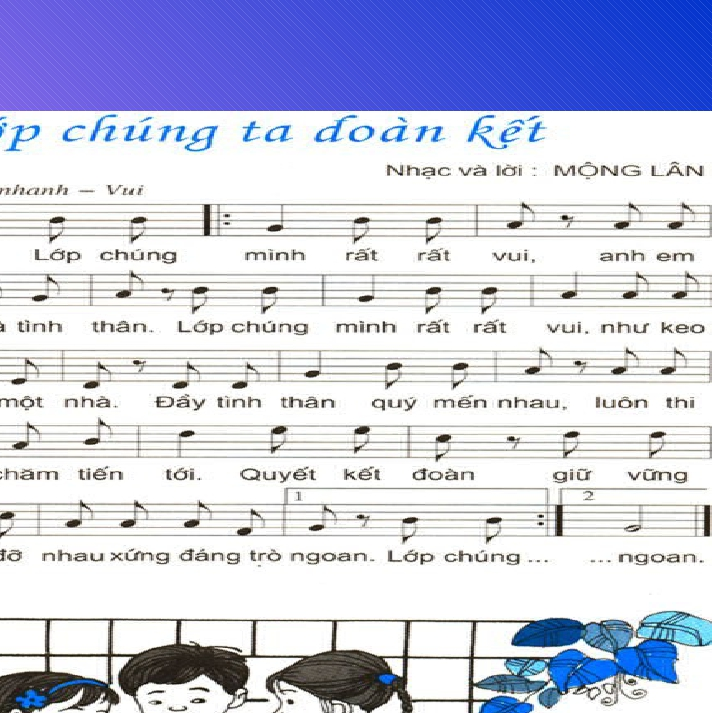 ớp chúng ta đoàn kết
Nhạc và lời : MỘNG LÂN
nhanh – Vui
Lớp chúng mình rất rất vui, anh em
à tình thân. Lớp chúng mình rất rất vui. như keo
một nhà. Đầy tình thân quý mến nhau, luôn thi
chăm tiến tới. Quyết kết đoàn giữ vững
1 2
đỡ nhau xứng đáng trò ngoan. Lớp chúng ... ... ngoan.